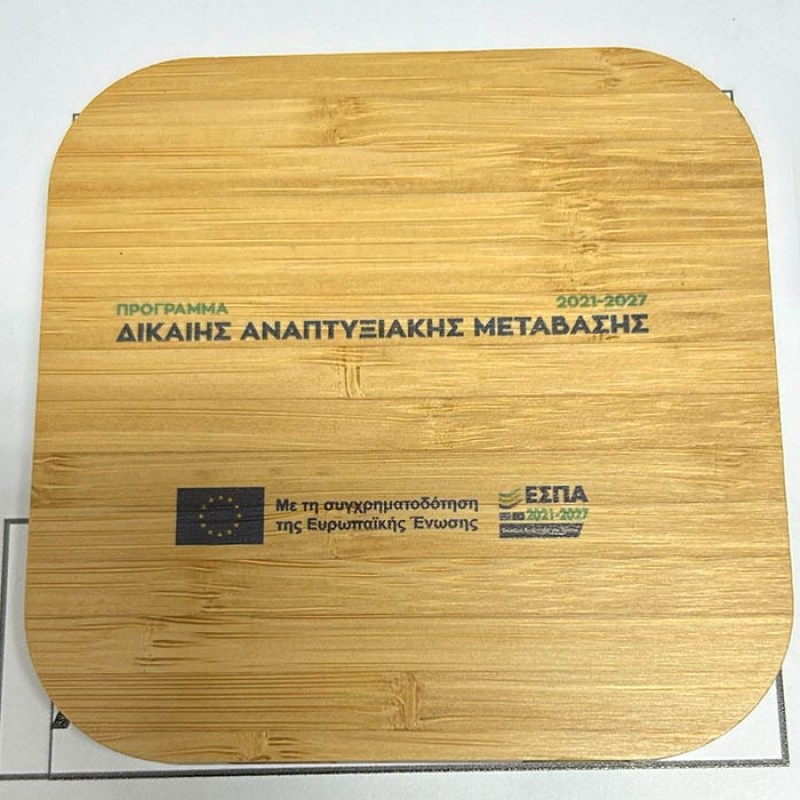 ΠΡΟΓΡΑΜΜΑ 2021-2027
ΔΙΚΑΙΗΣ ΑΝΑΠΤΥΞΙΑΚΗΣ ΜΕΤΑΒΑΣΗΣ
Με τη συγχρηματοδότηση
της Ευρωπαϊκής Ένωσης
ΕΣΠΑ
2021-2027